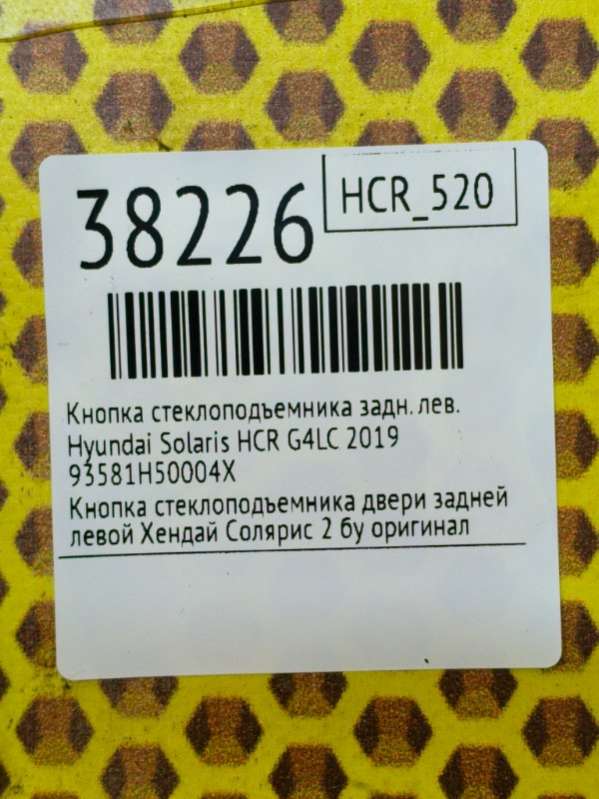 38226
HCR_520
Кнопка стеклоподъемника задн. лев.
Hyundai Solaris HCR G4LC 2019
93581H50004X
Кнопка стеклоподъемника двери задней
левой Хендай Солярис 2 бу оригинал